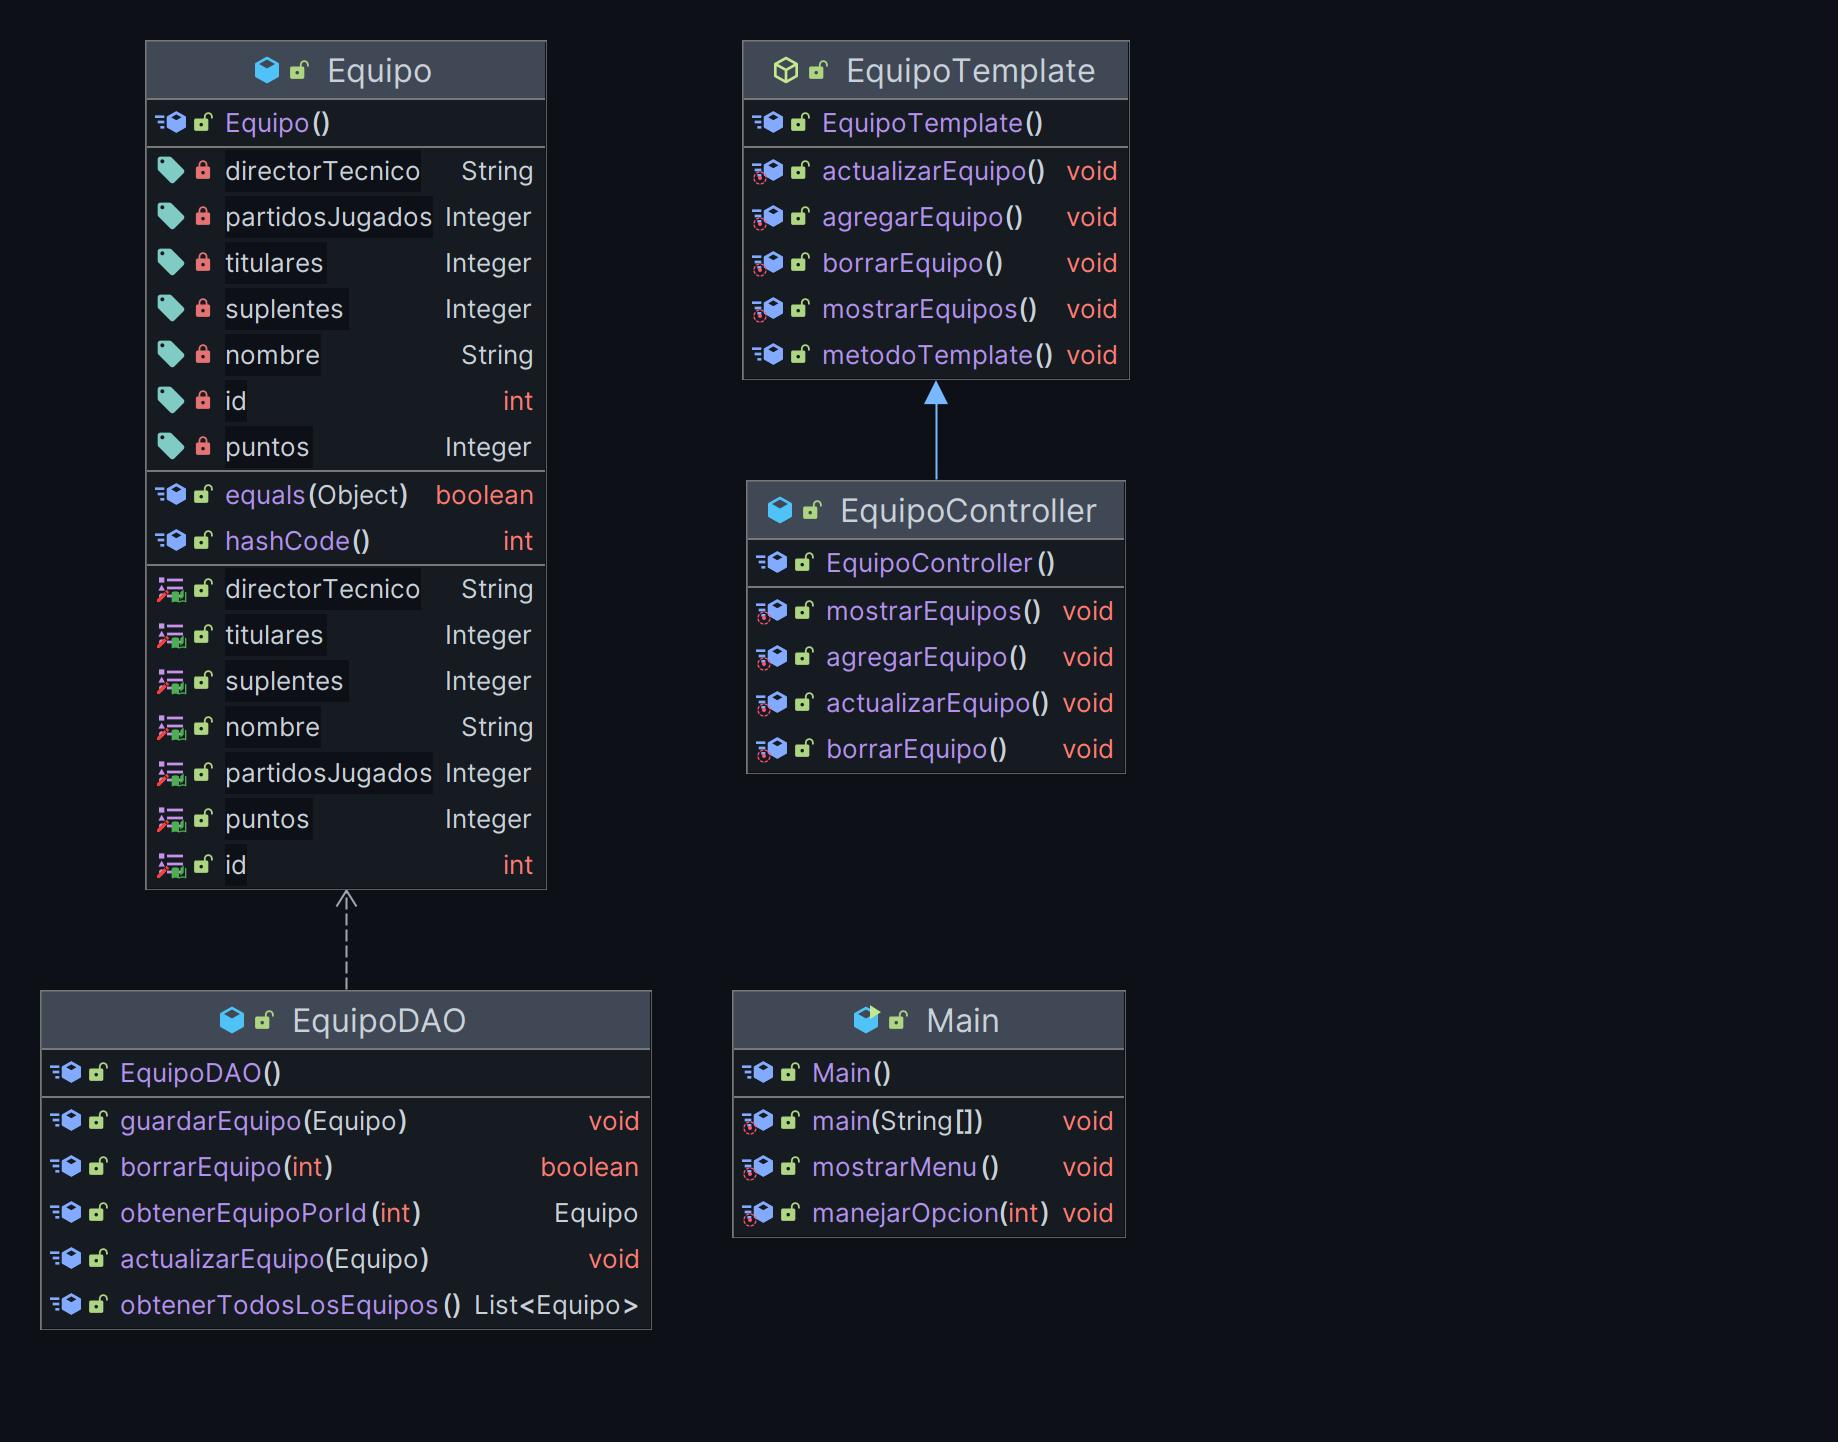 Equipo
Equipo()
directorTecnico String
partidosJugados Integer
titulares Integer
suplentes Integer
nombre String
id int
puntos Integer
equals(Object) boolean
hashCode() int
directorTecnico String
titulares Integer
suplentes Integer
nombre String
partidosJugados Integer
puntos Integer
id int
EquipoTemplate
EquipoTemplate()
actualizarEquipo() void
agregarEquipo() void
borrarEquipo() void
mostrarEquipos() void
metodoTemplate() void
EquipoController
EquipoController()
mostrarEquipos() void
agregarEquipo() void
actualizarEquipo() void
borrarEquipo() void
EquipoDAO
EquipoDAO()
guardarEquipo(Equipo) void
borrarEquipo(int) boolean
obtenerEquipoPorId(int) Equipo
actualizarEquipo(Equipo) void
obtenerTodosLosEquipos() List<Equipo>
Main
Main()
main(String[]) void
mostrarMenu() void
manejarOpcion(int) void